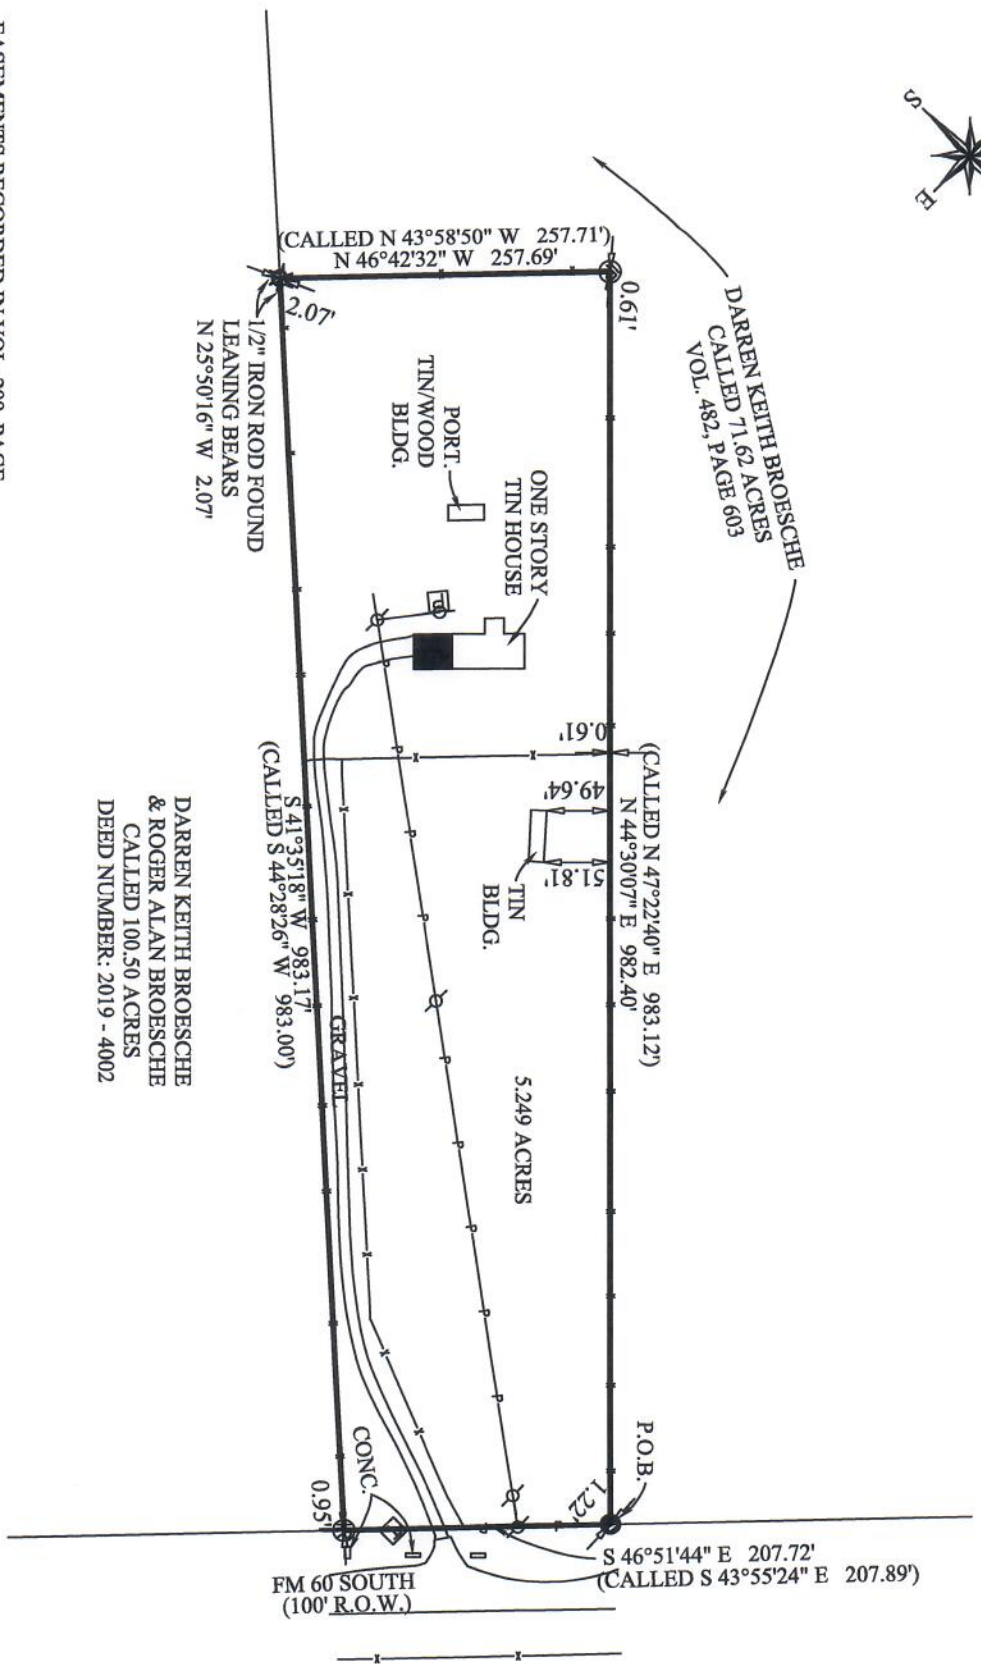 S
E
DARREN KEITH BROESCHE
CALLED 71.62 ACRES
VOL. 482, PAGE 603
(CALLED N 43°58'50" W 257.71')
N 46°42'32" W 257.69'
0.61'
2.07'
1/2" IRON ROD FOUND
LEANING BEARS
N 25°50'16" W 2.07'
PORT.
TIN/WOOD
BLDG.
ONE STORY
TIN HOUSE
(CALLED N 47°22'40" E 983.12')
N 44°30'07" E 982.40'
0.61'
49.64'
51.81'
TIN
BLDG.
5.249 ACRES
S 41°35'18" W 983.17'
(CALLED S 44°28'26" W 983.00')
GRAVEL
DARREN KEITH BROESCHE
& ROGER ALAN BROESCHE
CALLED 100.50 ACRES
DEED NUMBER: 2019 - 4002
P.O.B.
1.22'
CONC.
0.95'
S 46°51'44" E 207.72'
(CALLED S 43°55'24" E 207.89')
FM 60 SOUTH
(100' R.O.W.)